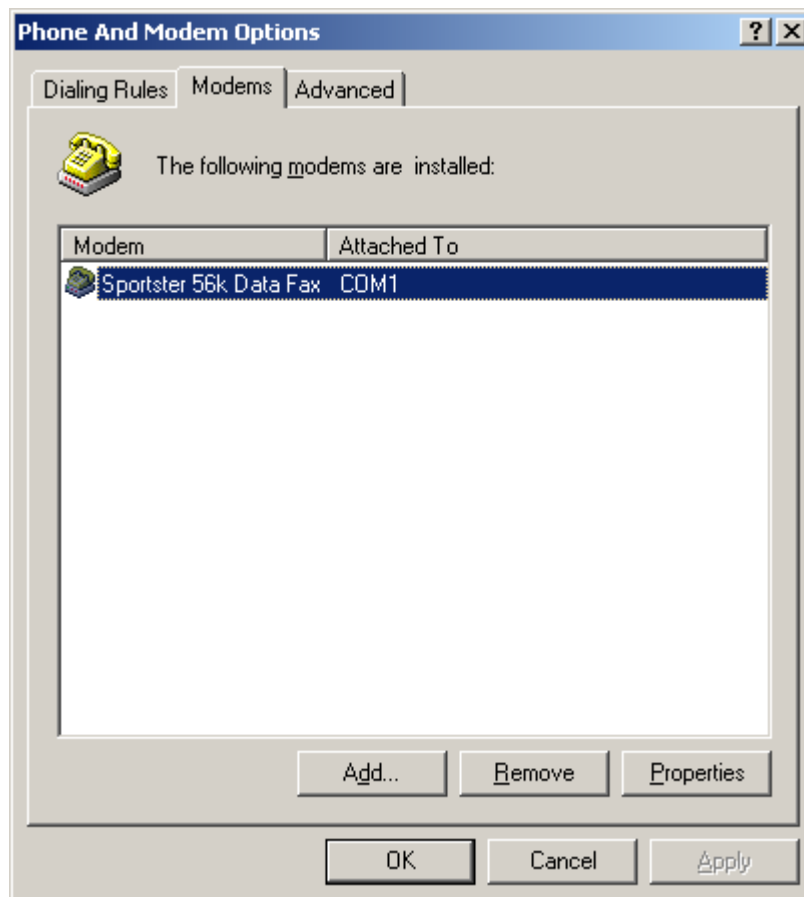 Phone And Modem Options
Dialing Rules Modems Advanced
The following modems are installed:
Modem Attached To
Sportster 56k Data Fax COM1
Add... Remove Properties
OK Cancel Apply